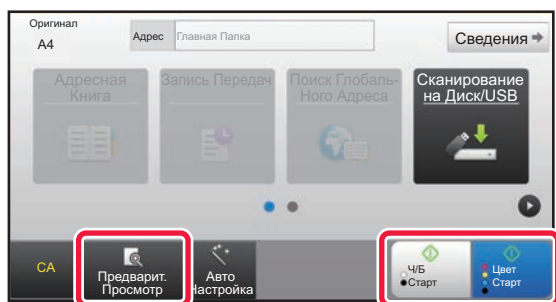 Оригинал
A4
Адрес
Главная Папка
Сведения
Адресная
Книга
Запись Передач
Поиск Глобаль-
Ного Адреса
Сканирование
на Диск/USB
CA
Предварит.
Просмотр
Авто
Настройка
Ч/Б
Старт
Цвет
Старт